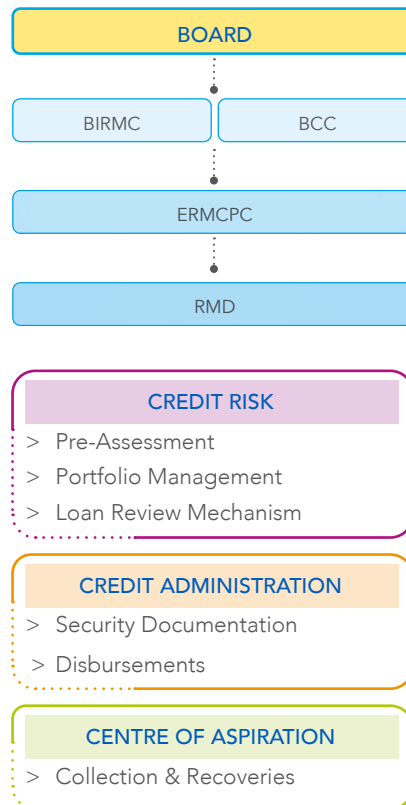 BOARD
BIRMC BCC
ERMCPC
RMD
CREDIT RISK
> Pre-Assessment
> Portfolio Management
> Loan Review Mechanism
CREDIT ADMINISTRATION
> Security Documentation
> Disbursements
CENTRE OF ASPIRATION
> Collection & Recoveries